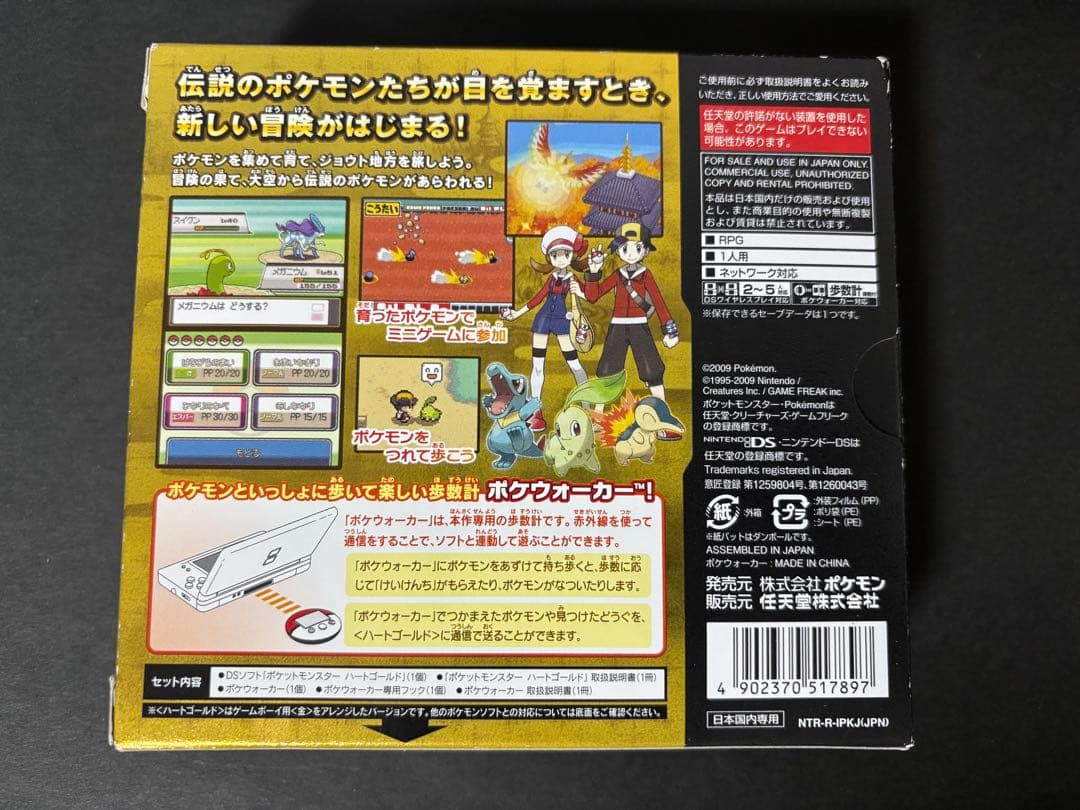 伝説のポケモンたちが目を覚ますとき、
新しい冒険がはじまる！
ポケモンを集めて育て、ジョウト地方を旅しよう。
冒険の果て、大空から伝説のポケモンがあらわれる！
スイクン Lv40
メガニウム Lv51
155/155
メガニウムは どうする？
こうたい
育ったポケモンで
ミニゲームに参加
PP 20/20
PP 20/20
エスパー PP 30/30
ノーマル PP 15/15
もどる
ポケモンを
つれて歩こう
ポケモンといっしょに歩いて楽しい歩数計 ポケウォーカー™！
「ポケウォーカー」は、本作専用の歩数計です。赤外線を使って
通信をすることで、ソフトと連動して遊ぶことができます。
「ポケウォーカー」にポケモンをあずけて持ち歩くと、歩数に応
じて「けいけんち」がもらえたり、ポケモンがなついたりします。
「ポケウォーカー」でつかまえたポケモンや見つけたどうぐを、
＜ハートゴールド＞に通信で送ることができます。
セット内容
●DSソフト「ポケットモンスター ハートゴールド」(1個) ●「ポケットモンスター ハートゴールド」 取扱説明書(1冊)
●ポケウォーカー(1個) ●ポケウォーカー専用フック(1個) ●ポケウォーカー 取扱説明書(1冊)
※＜ハートゴールド＞はゲームボーイ用＜金＞をアレンジしたバージョンです。他のポケモンソフトとの対応については底面をご確認ください。
ご使用前に必ず取扱説明書をよくお読み
いただき、正しい使用方法でご愛用ください。
任天堂の許諾がない装置を使用した
場合、このゲームはプレイできない
可能性があります。
FOR SALE AND USE IN JAPAN ONLY.
COMMERCIAL USE, UNAUTHORIZED
COPY AND RENTAL PROHIBITED.
本品は日本国内だけの販売および使用
とし、また商業目的の使用や無断複製
および賃貸は禁止されています。
■RPG
■1人用
■ネットワーク対応
2〜5人対応 歩数計
DSワイヤレスプレイ対応 ポケウォーカー対応
※保存できるセーブデータは1つです。
©2009 Pokémon.
©1995-2009 Nintendo /
Creatures Inc. / GAME FREAK inc.
ポケットモンスター・Pokémonは
任天堂・クリーチャーズ・ゲームフリーク
の登録商標です。
NINTENDO DS・ニンテンドーDSは
任天堂の登録商標です。
Trademarks registered in Japan.
意匠登録 第1259804号、第1260043号
紙 :外箱 プラ :外装フィルム (PP)
:ポリ袋 (PE)
:シート (PE)
※紙パットはダンボールです。
ASSEMBLED IN JAPAN
ポケウォーカー : MADE IN CHINA
発売元 株式会社ポケモン
販売元 任天堂株式会社
4 902370 517897
日本国内専用 NTR-R-IPKJ(JPN)